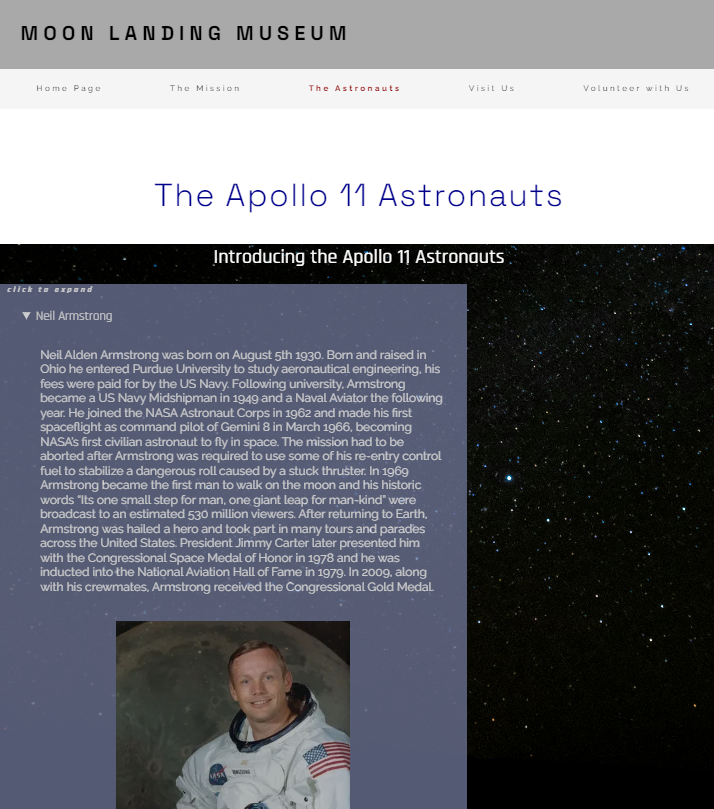 MOON LANDING MUSEUM
Home Page The Mission The Astronauts Visit Us Volunteer with Us
The Apollo 11 Astronauts
Introducing the Apollo 11 Astronauts
click to expand
▼ Neil Armstrong
Neil Alden Armstrong was born on August 5th 1930. Born and raised in
Ohio he entered Purdue University to study aeronautical engineering, his
fees were paid for by the US Navy. Following university, Armstrong
became a US Navy Midshipman in 1949 and a Naval Aviator the following
year. He joined the NASA Astronaut Corps in 1962 and made his first
spaceflight as command pilot of Gemini 8 in March 1966, becoming
NASA's first civilian astronaut to fly in space. The mission had to be
aborted after Armstrong was required to use some of his re-entry control
fuel to stabilize a dangerous roll caused by a stuck thruster. In 1969
Armstrong became the first man to walk on the moon and his historic
words "Its one small step for man, one giant leap for man-kind" were
broadcast to an estimated 530 million viewers. After returning to Earth,
Armstrong was hailed a hero and took part in many tours and parades
across the United States. President Jimmy Carter later presented him
with the Congressional Space Medal of Honor in 1978 and he was
inducted into the National Aviation Hall of Fame in 1979. In 2009, along
with his crewmates, Armstrong received the Congressional Gold Medal.
NASA